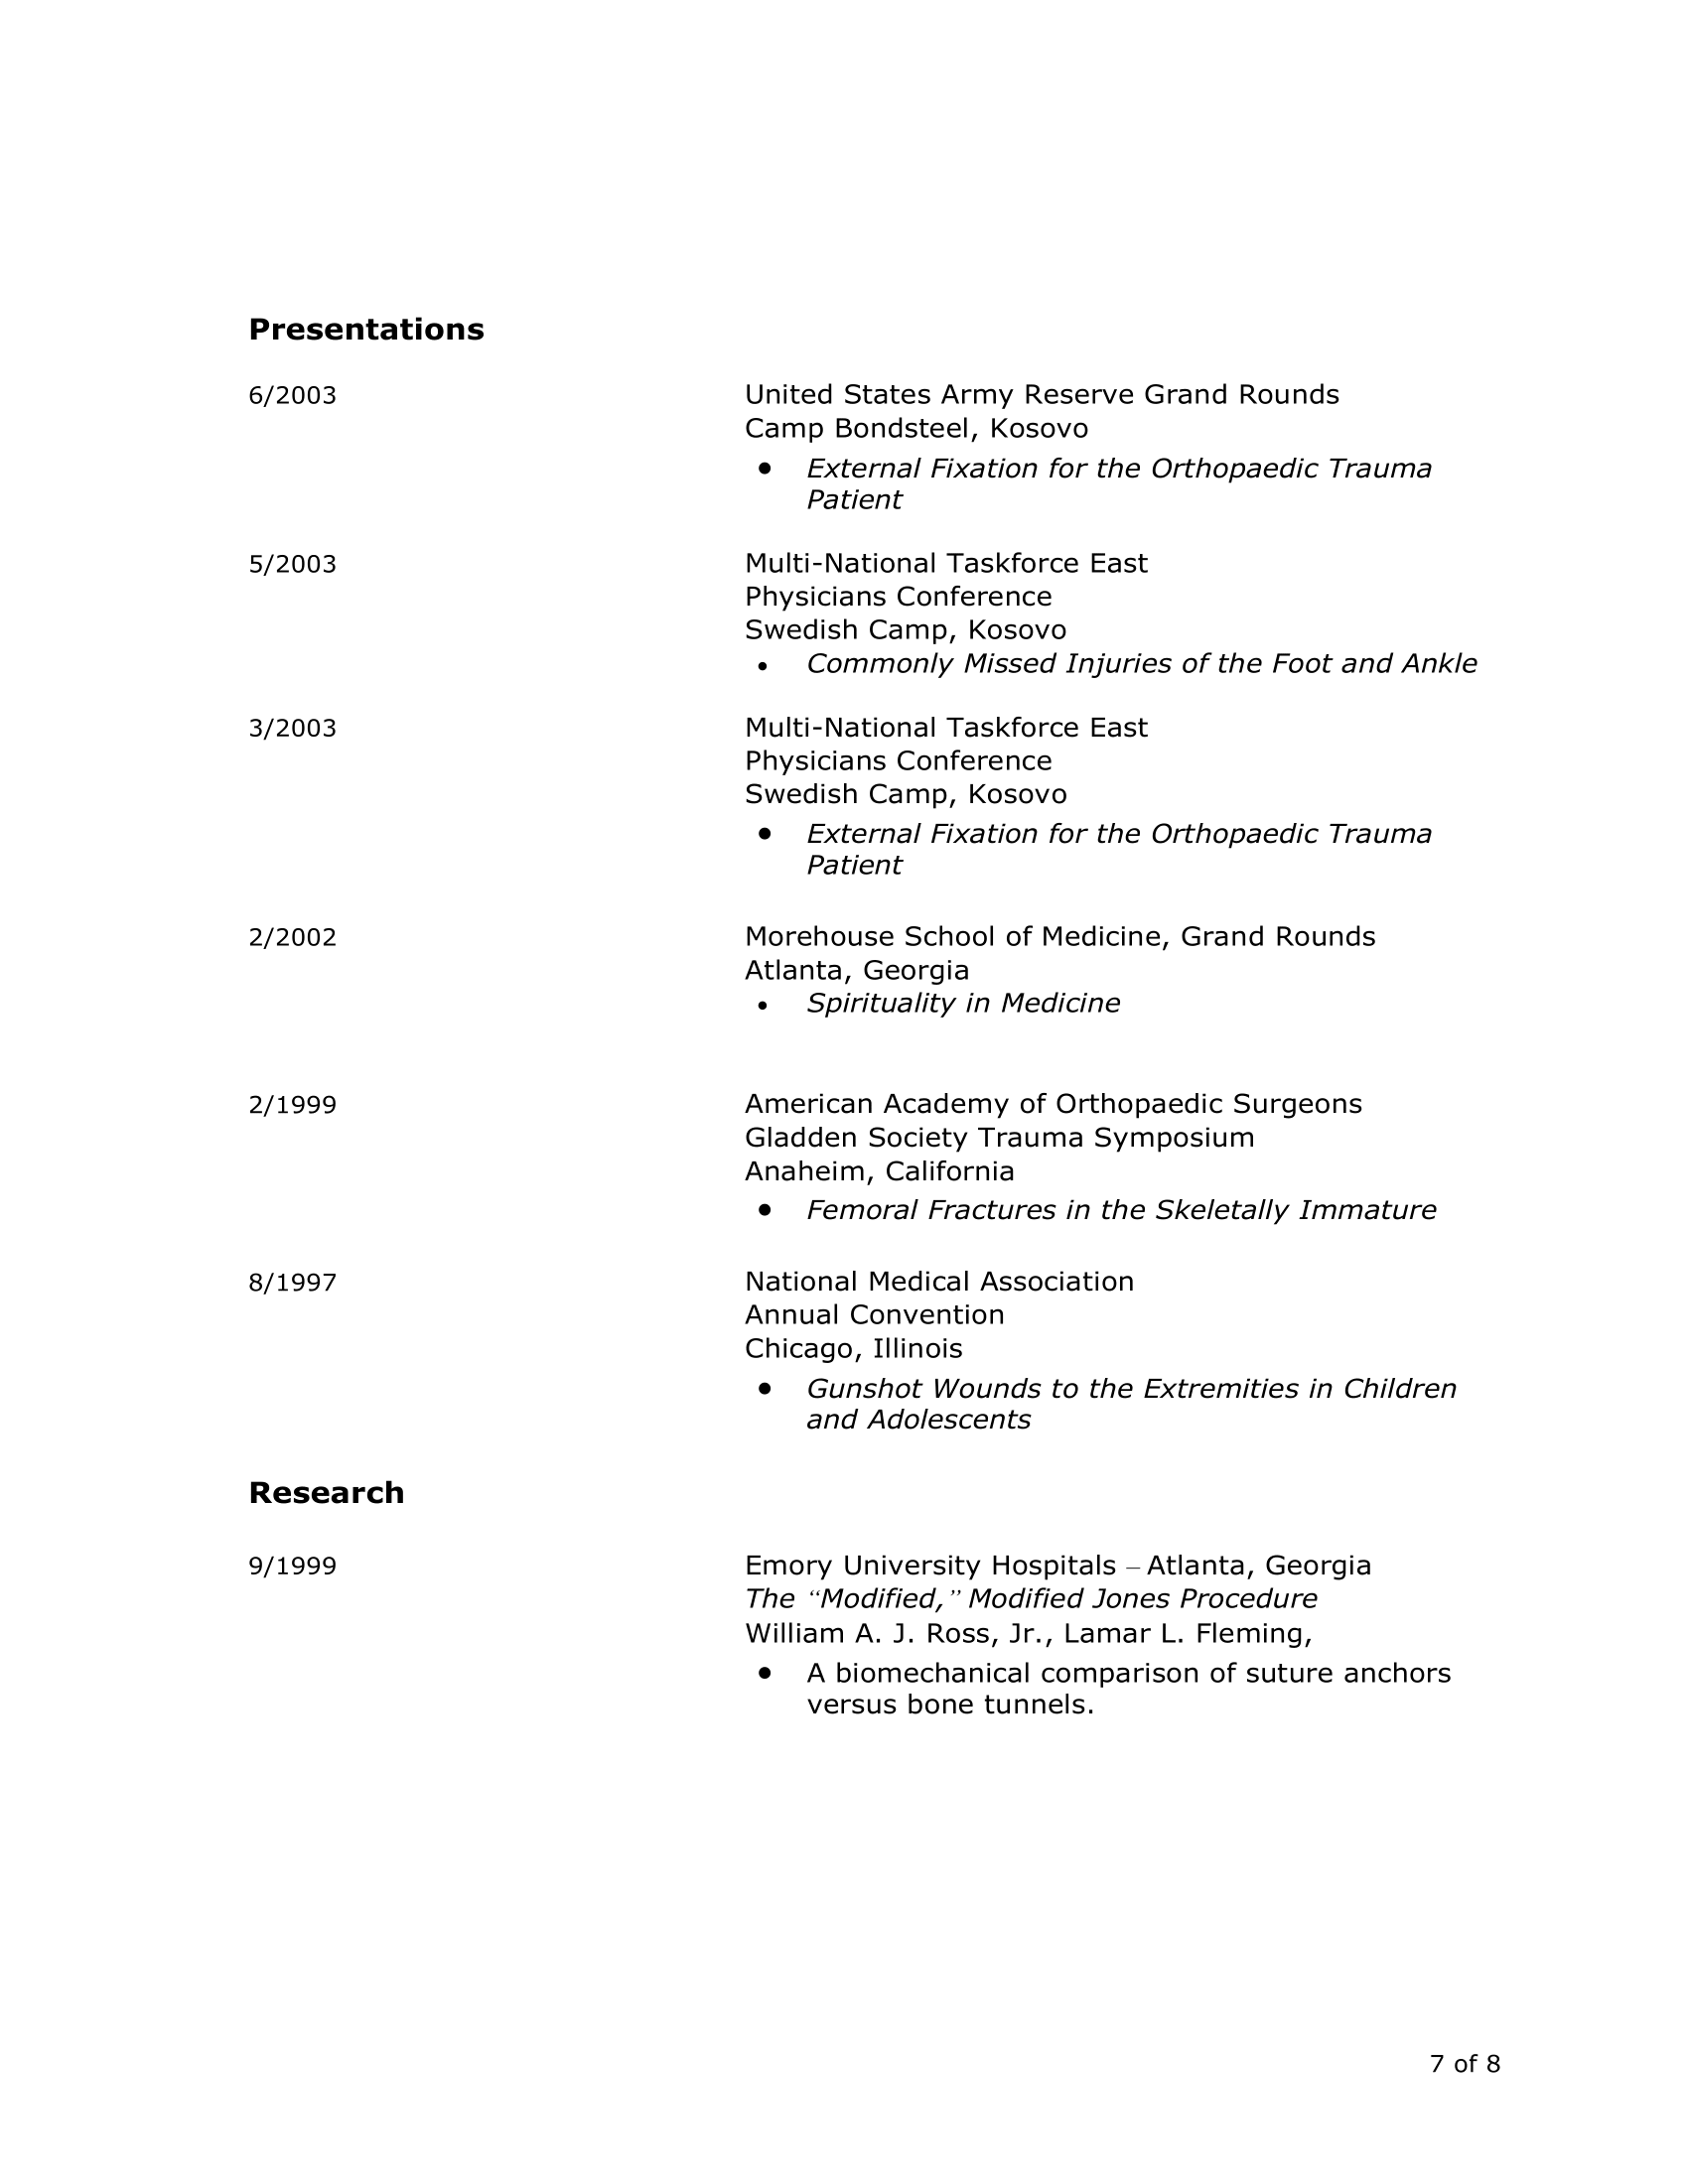 Presentations
6/2003 United States Army Reserve Grand Rounds
Camp Bondsteel, Kosovo
• External Fixation for the Orthopaedic Trauma
Patient
5/2003 Multi-National Taskforce East
Physicians Conference
Swedish Camp, Kosovo
• Commonly Missed Injuries of the Foot and Ankle
3/2003 Multi-National Taskforce East
Physicians Conference
Swedish Camp, Kosovo
• External Fixation for the Orthopaedic Trauma
Patient
2/2002 Morehouse School of Medicine, Grand Rounds
Atlanta, Georgia
• Spirituality in Medicine
2/1999 American Academy of Orthopaedic Surgeons
Gladden Society Trauma Symposium
Anaheim, California
• Femoral Fractures in the Skeletally Immature
8/1997 National Medical Association
Annual Convention
Chicago, Illinois
• Gunshot Wounds to the Extremities in Children
and Adolescents
Research
9/1999 Emory University Hospitals – Atlanta, Georgia
The “Modified,” Modified Jones Procedure
William A. J. Ross, Jr., Lamar L. Fleming,
• A biomechanical comparison of suture anchors
versus bone tunnels.
7 of 8